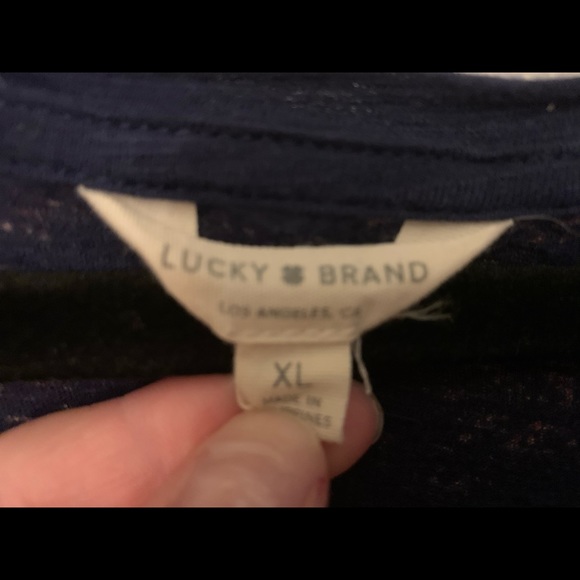 LUCKY BRAND
LOS ANGELES, CA
XL
MADE IN